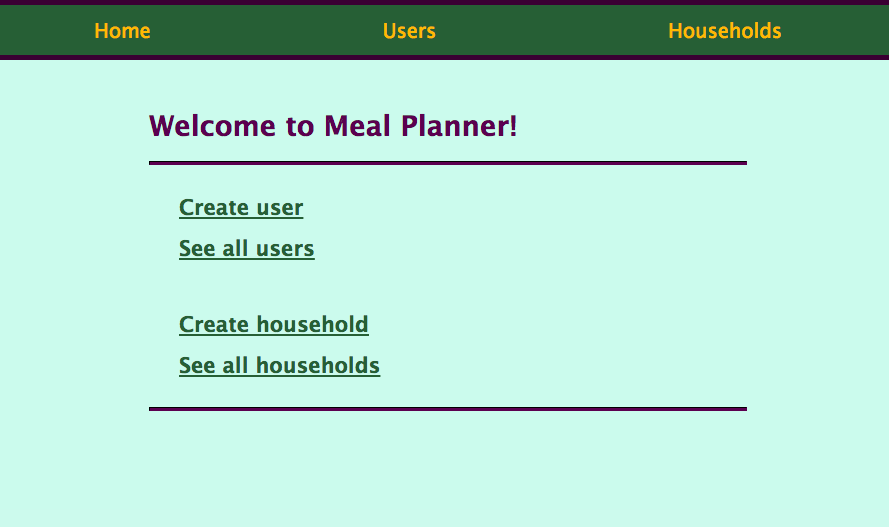 Home Users Households
Welcome to Meal Planner!
Create user
See all users
Create household
See all households